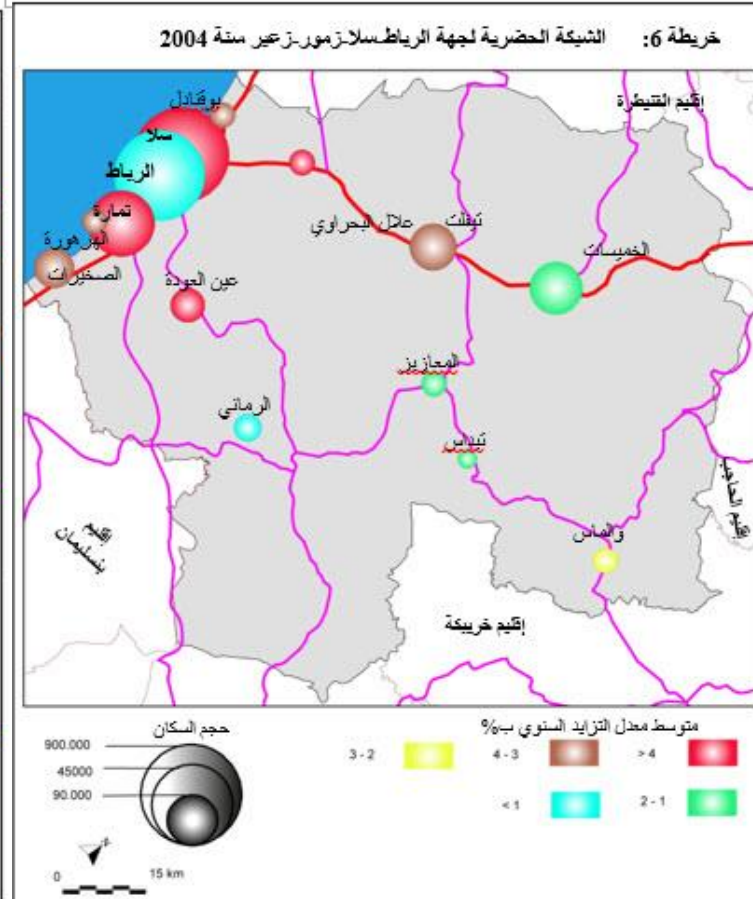 خريطة 6: الشبكة الحضرية لجهة الرباط-سلا-زمور-زعير سنة 2004
إقليم القنيطرة
بوقنادل
سلا
الرباط
تمارة
الهرهورة
الصخيرات
تيفلت
علال البحراوي
الخميسات
عين العودة
المعازيز
الرماني
تيداس
إقليم الحاجب
والماس
إقليم
بنسليمان
إقليم خريبكة
متوسط معدل التزايد السنوي ب%
حجم السكان
> 4
4 - 3
3 - 2
2 - 1
< 1
900.000
45000
90.000
N
0 15 km